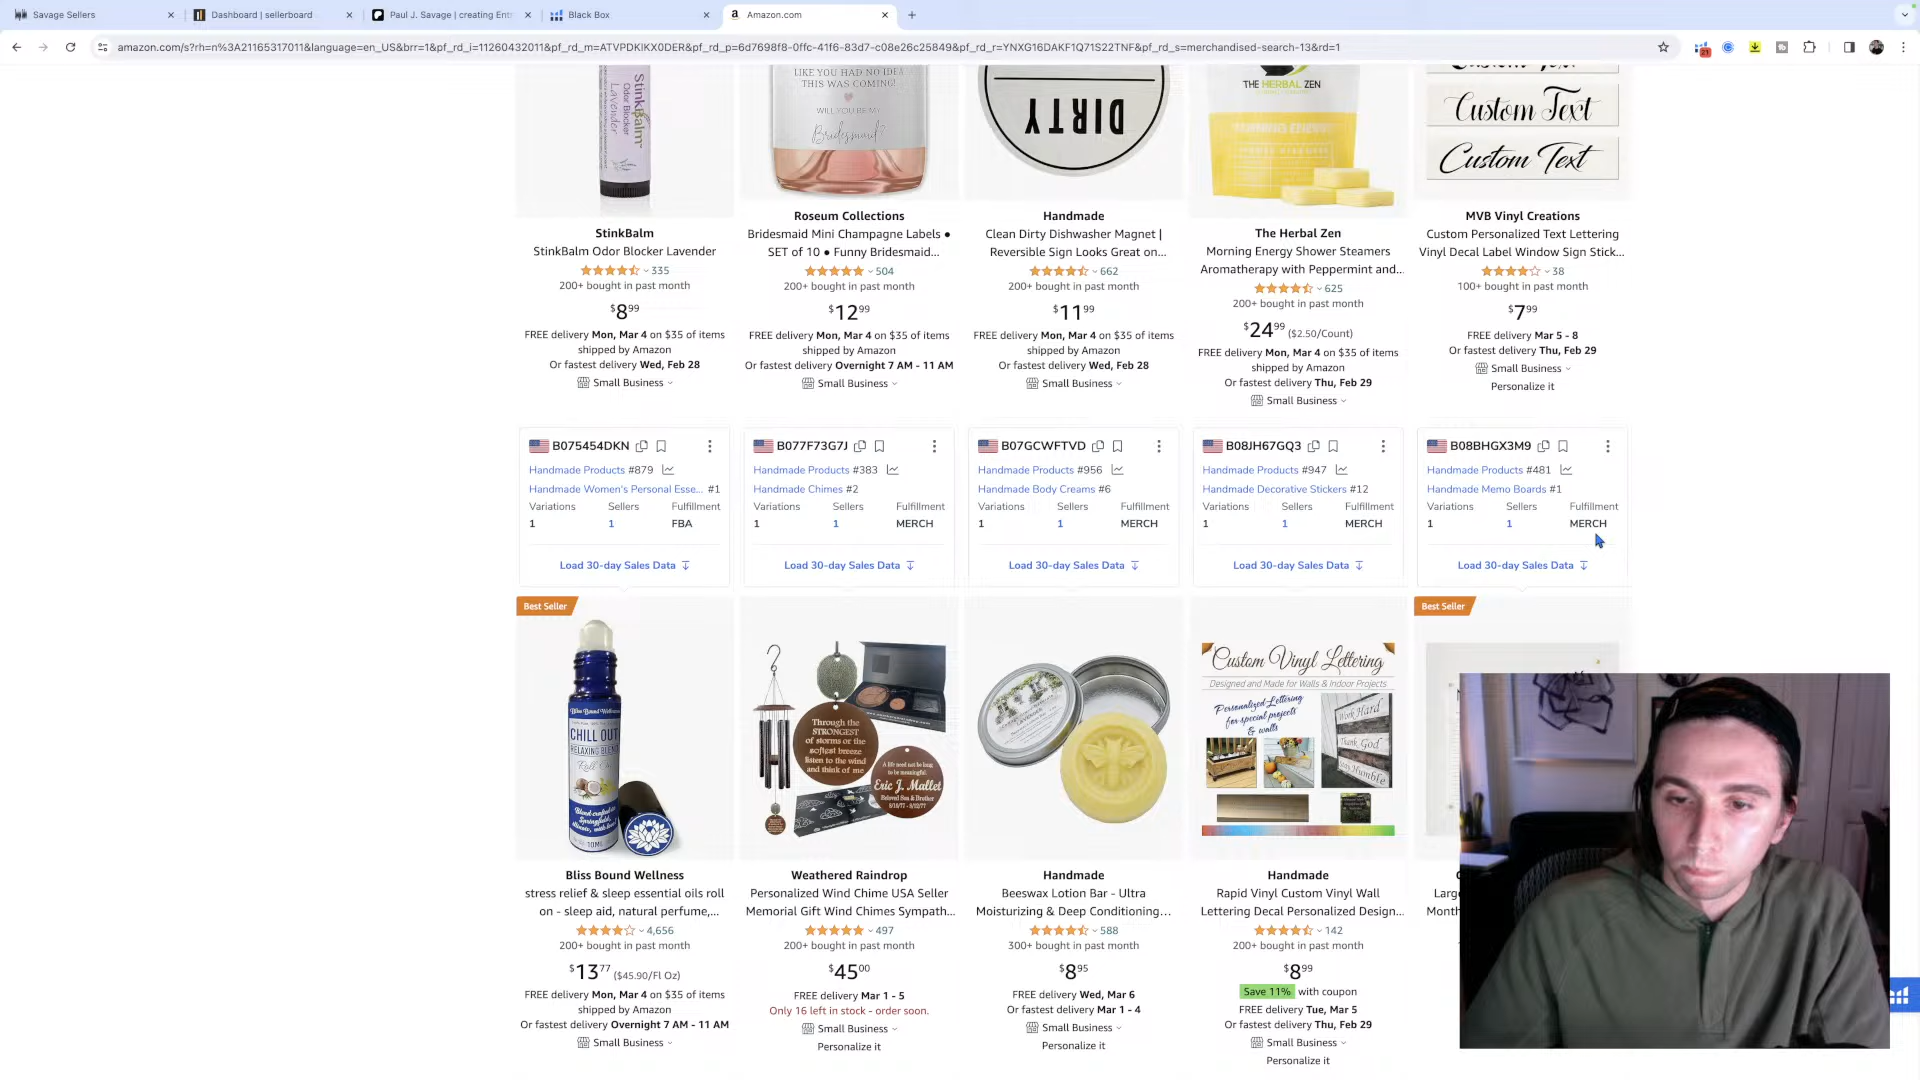 Savage Sellers
Dashboard | sellerboard
Paul J. Savage | creating Entr
Black Box
Amazon.com
amazon.com/s?rh=n%3A21165317011&language=en_US&brr=1&pf_rd_i=11260432011&pf_rd_m=ATVPDKIKX0DER&pf_rd_p=6d7698f8-0ffc-41f6-83d7-c08e26c25849&pf_rd_r=YNXG16DAKF1Q71S22TNF&pf_rd_s=merchandised-search-13&rd=1
21
StinkBalm
Odor Blocker
Lavender
LIKE YOU HAD NO IDEA
THIS WAS COMING!
WILL YOU BE MY
Bridesmaid?
DIRTY
THE HERBAL ZEN
MORNING ENERGY
SHOWER STEAMERS
Custom Text
Custom Text
StinkBalm
StinkBalm Odor Blocker Lavender
335
200+ bought in past month
$8.99
FREE delivery Mon, Mar 4 on $35 of items
shipped by Amazon
Or fastest delivery Wed, Feb 28
Small Business
Roseum Collections
Bridesmaid Mini Champagne Labels ●
SET of 10 ● Funny Bridesmaid...
504
200+ bought in past month
$12.99
FREE delivery Mon, Mar 4 on $35 of items
shipped by Amazon
Or fastest delivery Overnight 7 AM - 11 AM
Small Business
Handmade
Clean Dirty Dishwasher Magnet |
Reversible Sign Looks Great on...
662
200+ bought in past month
$11.99
FREE delivery Mon, Mar 4 on $35 of items
shipped by Amazon
Or fastest delivery Wed, Feb 28
Small Business
The Herbal Zen
Morning Energy Shower Steamers
Aromatherapy with Peppermint and...
625
200+ bought in past month
$24.99 ($2.50/Count)
FREE delivery Mon, Mar 4 on $35 of items
shipped by Amazon
Or fastest delivery Thu, Feb 29
Small Business
MVB Vinyl Creations
Custom Personalized Text Lettering
Vinyl Decal Label Window Sign Stick...
38
100+ bought in past month
$7.99
FREE delivery Mar 5 - 8
Or fastest delivery Thu, Feb 29
Small Business
Personalize it
B075454DKN
Handmade Products #879
Handmade Women's Personal Esse... #1
Variations Sellers Fulfillment
1 1 FBA
Load 30-day Sales Data
B077F73G7J
Handmade Products #383
Handmade Chimes #2
Variations Sellers Fulfillment
1 1 MERCH
Load 30-day Sales Data
B07GCWFTVD
Handmade Products #956
Handmade Body Creams #6
Variations Sellers Fulfillment
1 1 MERCH
Load 30-day Sales Data
B08JH67GQ3
Handmade Products #947
Handmade Decorative Stickers #12
Variations Sellers Fulfillment
1 1 MERCH
Load 30-day Sales Data
B08BHGX3M9
Handmade Products #481
Handmade Memo Boards #1
Variations Sellers Fulfillment
1 1 MERCH
Load 30-day Sales Data
Best Seller
Bliss Bound Wellness
CHILL OUT
RELAXING BLEND
Roll On
10ML
Through the
STRONGEST
of storms or the
softest breeze
listen to the wind
and think of me
A life need not be long
to be meaningful.
Eric J. Mallet
Beloved Son & Brother
Custom Vinyl Lettering
Designed and Made for Walls & Indoor Projects
Personalized Lettering
for special projects
& walls
Work Hard
Thank God
Stay Humble
Best Seller
Bliss Bound Wellness
stress relief & sleep essential oils roll
on - sleep aid, natural perfume,...
4,656
200+ bought in past month
$13.77 ($45.90/Fl Oz)
FREE delivery Mon, Mar 4 on $35 of items
shipped by Amazon
Or fastest delivery Overnight 7 AM - 11 AM
Small Business
Weathered Raindrop
Personalized Wind Chime USA Seller
Memorial Gift Wind Chimes Sympath...
497
200+ bought in past month
$45.00
FREE delivery Mar 1 - 5
Only 16 left in stock - order soon.
Small Business
Personalize it
Handmade
Beeswax Lotion Bar - Ultra
Moisturizing & Deep Conditioning...
588
300+ bought in past month
$8.95
FREE delivery Wed, Mar 6
Or fastest delivery Mar 1 - 4
Small Business
Personalize it
Handmade
Rapid Vinyl Custom Vinyl Wall
Lettering Decal Personalized Design...
142
200+ bought in past month
$8.99
Save 11% with coupon
FREE delivery Tue, Mar 5
Or fastest delivery Thu, Feb 29
Small Business
Personalize it
Larg
Month